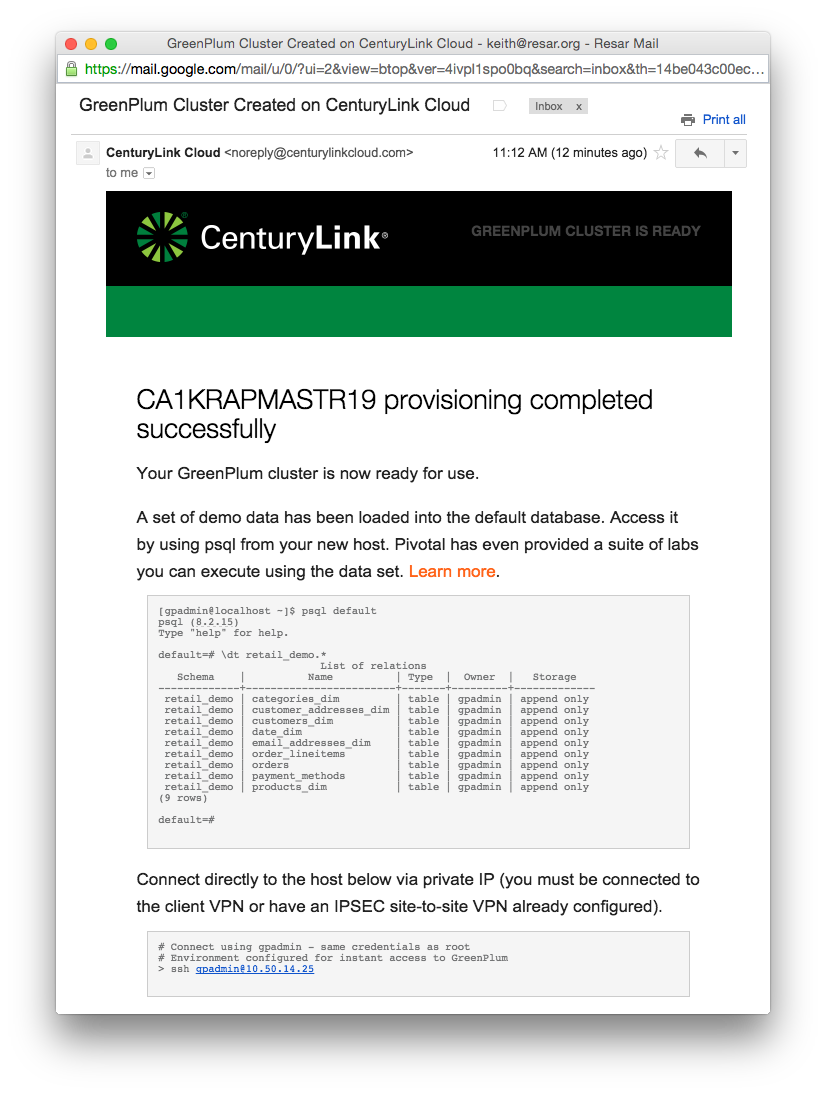 GreenPlum Cluster Created on CenturyLink Cloud - keith@resar.org - Resar Mail
https://mail.google.com/mail/u/0/?ui=2&view=btop&ver=4ivpl1spo0bq&search=inbox&th=14be043c00ec...
GreenPlum Cluster Created on CenturyLink Cloud Inbox x
Print all
CenturyLink Cloud <noreply@centurylinkcloud.com> 11:12 AM (12 minutes ago)
to me
CenturyLink® GREENPLUM CLUSTER IS READY
CA1KRAPMASTR19 provisioning completed
successfully
Your GreenPlum cluster is now ready for use.
A set of demo data has been loaded into the default database. Access it
by using psql from your new host. Pivotal has even provided a suite of labs
you can execute using the data set. Learn more.
[gpadmin@localhost ~]$ psql default
psql (8.2.15)
Type "help" for help.
default=# \dt retail_demo.*
List of relations
Schema | Name | Type | Owner | Storage
-------------+-------------------------+-------+---------+-------------
retail_demo | categories_dim | table | gpadmin | append only
retail_demo | customer_addresses_dim | table | gpadmin | append only
retail_demo | customers_dim | table | gpadmin | append only
retail_demo | date_dim | table | gpadmin | append only
retail_demo | email_addresses_dim | table | gpadmin | append only
retail_demo | order_lineitems | table | gpadmin | append only
retail_demo | orders | table | gpadmin | append only
retail_demo | payment_methods | table | gpadmin | append only
retail_demo | products_dim | table | gpadmin | append only
(9 rows)
default=#
Connect directly to the host below via private IP (you must be connected to
the client VPN or have an IPSEC site-to-site VPN already configured).
# Connect using gpadmin - same credentials as root
# Environment configured for instant access to GreenPlum
> ssh gpadmin@10.50.14.25